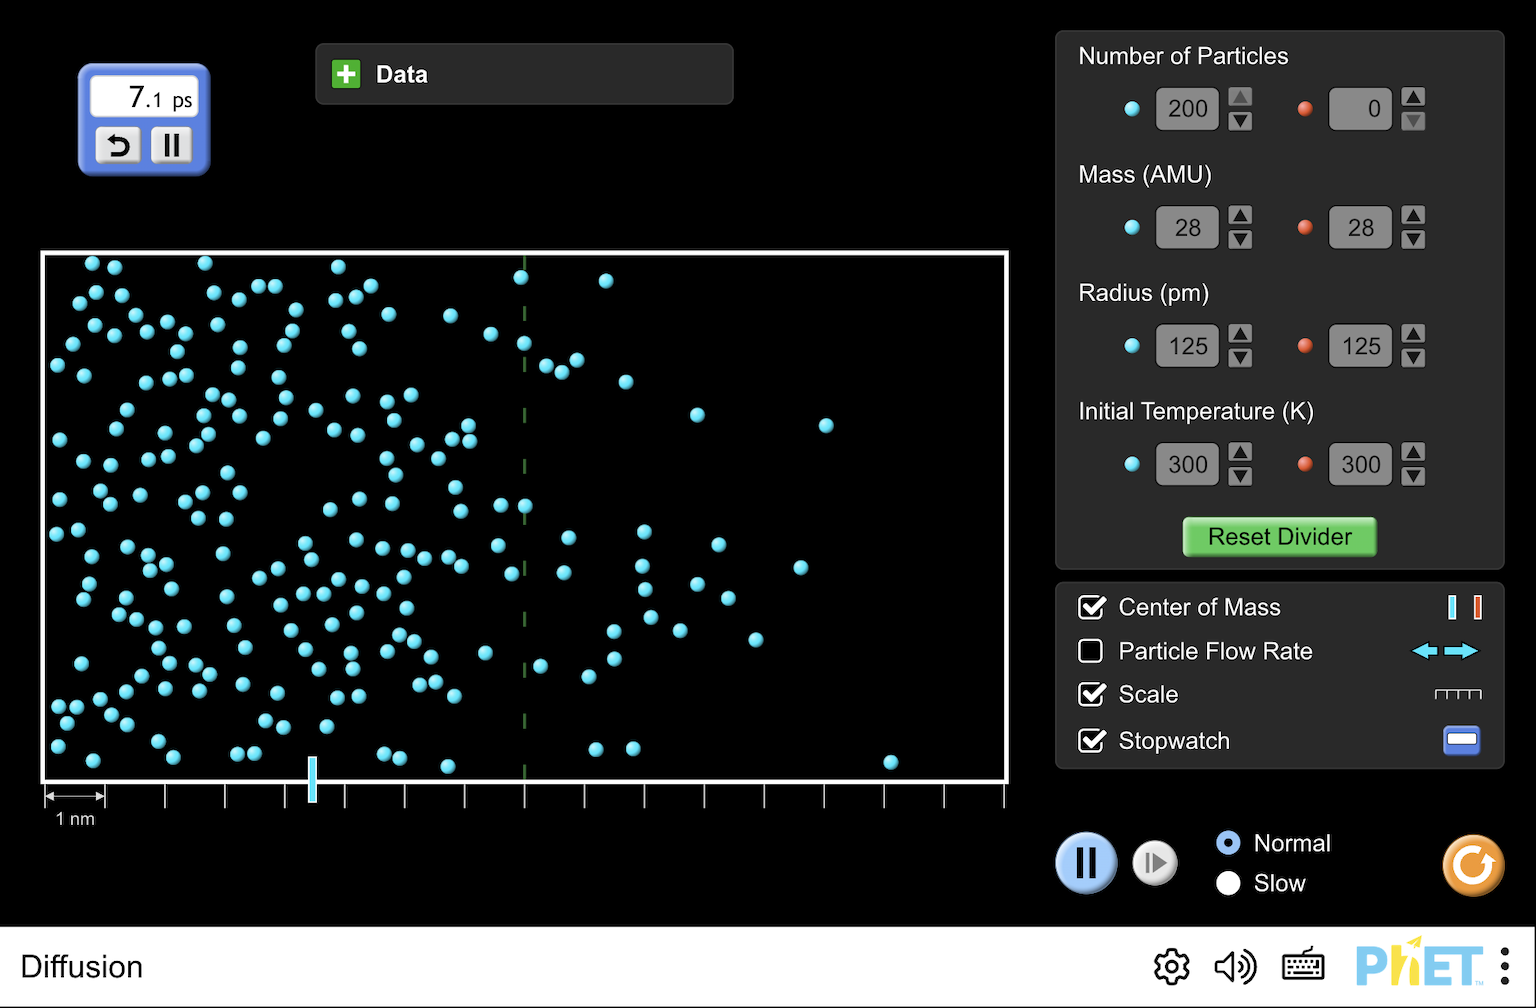 7.1 ps
Data
Number of Particles
200
0
Mass (AMU)
28
28
Radius (pm)
125
125
Initial Temperature (K)
300
300
Reset Divider
Center of Mass
Particle Flow Rate
Scale
Stopwatch
1 nm
Normal
Slow
Diffusion
PhET™